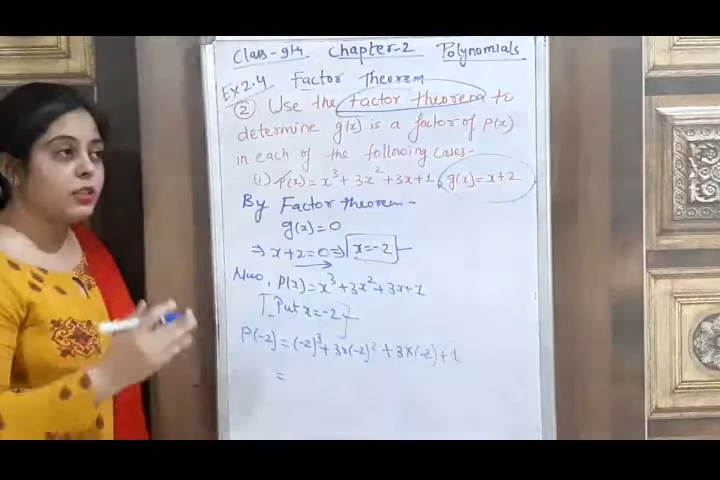 Class-9th Chapter-2 Polynomials
Ex 2.4 Factor Theorem
② Use the factor theorem to
determine g(x) is a factor of p(x)
in each of the following cases-
(i) p(x) = x³ + 3x² + 3x + 1, g(x) = x + 2
By Factor theorem -
g(x) = 0
⇒ x + 2 = 0 ⇒ x = -2
Also, p(x) = x³ + 3x² + 3x + 1
Put x = -2
P(-2) = (-2)³ + 3x(-2)² + 3x(-2) + 1
=